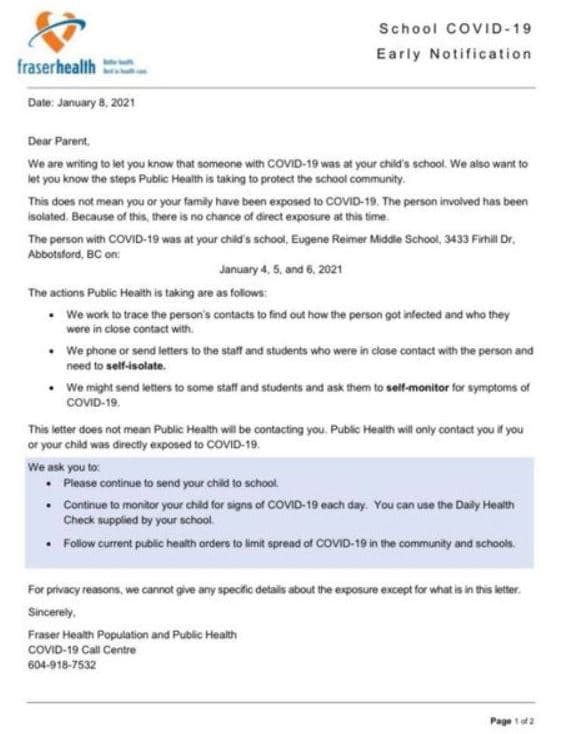 School COVID-19
Early Notification
fraserhealth
Better health.
Best in health care.
Date: January 8, 2021
Dear Parent,
We are writing to let you know that someone with COVID-19 was at your child's school. We also want to
let you know the steps Public Health is taking to protect the school community.
This does not mean you or your family have been exposed to COVID-19. The person involved has been
isolated. Because of this, there is no chance of direct exposure at this time.
The person with COVID-19 was at your child's school, Eugene Reimer Middle School, 3433 Firhill Dr,
Abbotsford, BC on:
January 4, 5, and 6, 2021
The actions Public Health is taking are as follows:
• We work to trace the person's contacts to find out how the person got infected and who they
were in close contact with.
• We phone or send letters to the staff and students who were in close contact with the person and
need to self-isolate.
• We might send letters to some staff and students and ask them to self-monitor for symptoms of
COVID-19.
This letter does not mean Public Health will be contacting you. Public Health will only contact you if you
or your child was directly exposed to COVID-19.
We ask you to:
• Please continue to send your child to school.
• Continue to monitor your child for signs of COVID-19 each day. You can use the Daily Health
Check supplied by your school.
• Follow current public health orders to limit spread of COVID-19 in the community and schools.
For privacy reasons, we cannot give any specific details about the exposure except for what is in this letter.
Sincerely,
Fraser Health Population and Public Health
COVID-19 Call Centre
604-918-7532
Page 1 of 2